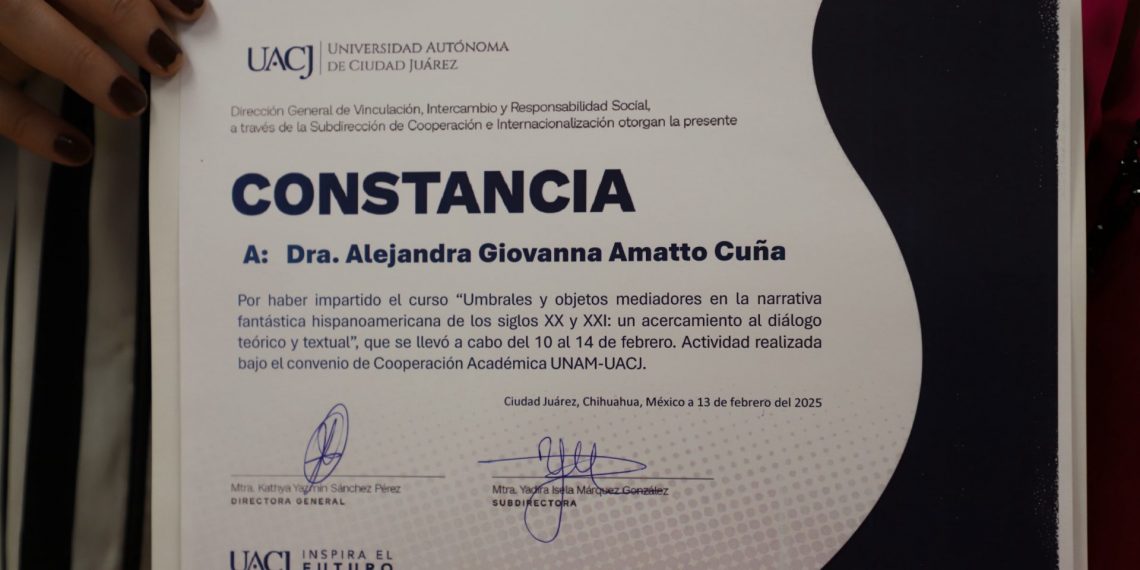 UACJ
UNIVERSIDAD AUTÓNOMA
DE CIUDAD JUÁREZ
Dirección General de Vinculación, Intercambio y Responsabilidad Social,
a través de la Subdirección de Cooperación e Internacionalización otorgan la presente
CONSTANCIA
A: Dra. Alejandra Giovanna Amatto Cuña
Por haber impartido el curso “Umbrales y objetos mediadores en la narrativa
fantástica hispanoamericana de los siglos XX y XXI: un acercamiento al diálogo
teórico y textual”, que se llevó a cabo del 10 al 14 de febrero. Actividad realizada
bajo el convenio de Cooperación Académica UNAM-UACJ.
Ciudad Juárez, Chihuahua, México a 13 de febrero del 2025
Mtra. Kathya Yazmín Sánchez Pérez
DIRECTORA GENERAL
Mtra. Yadira Isela Márquez González
SUBDIRECTORA
UACJ
INSPIRA EL
FUTURO